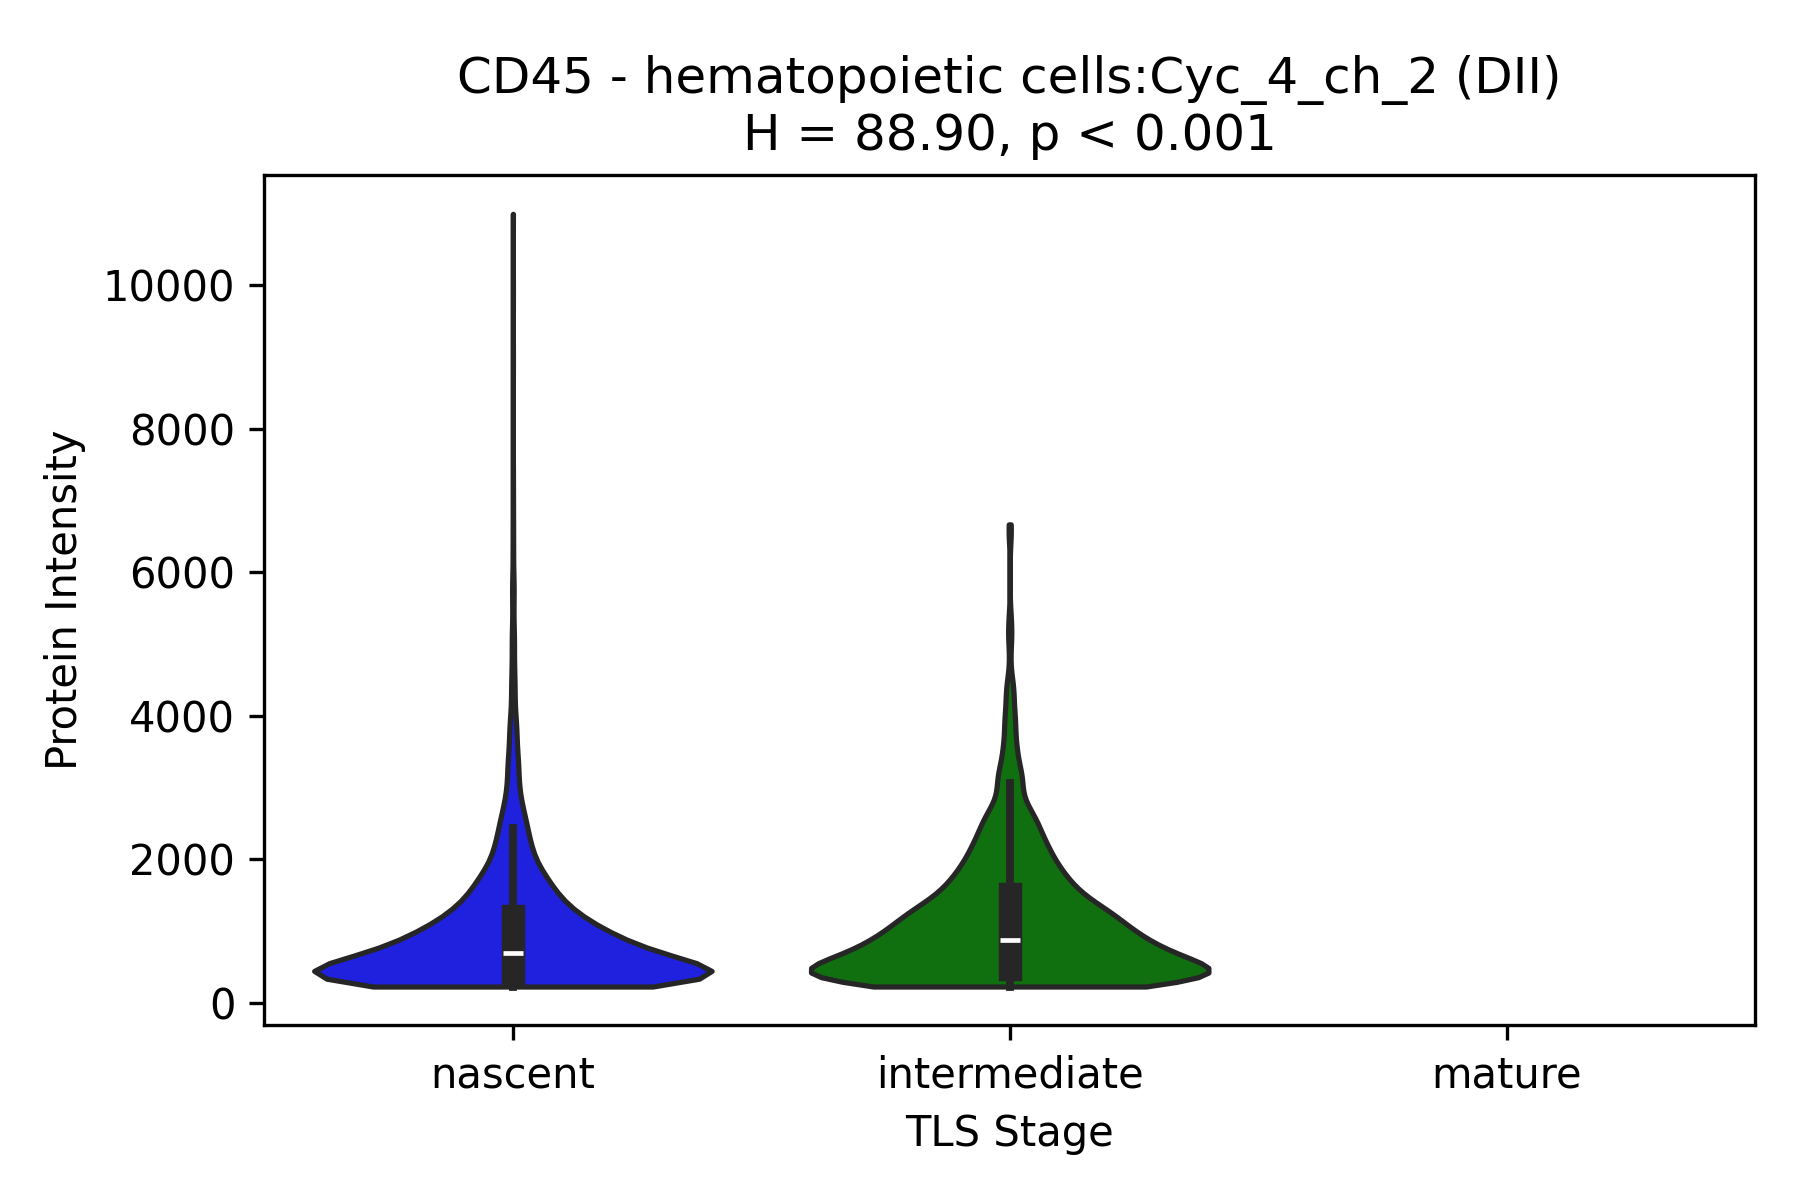 CD45 - hematopoietic cells:Cyc_4_ch_2 (DII)
H = 88.90, p < 0.001
Protein Intensity
10000
8000
6000
4000
2000
0
nascent
intermediate
mature
TLS Stage